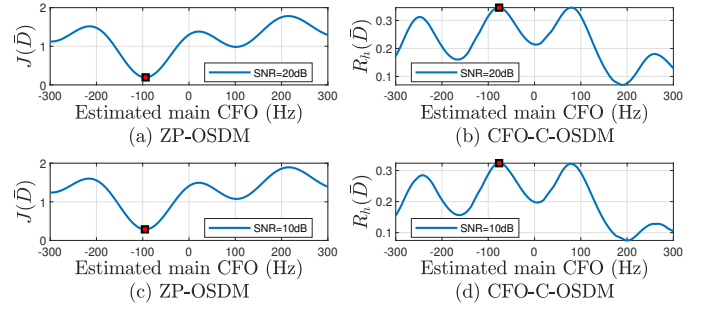 2
1
0
J(D̄)
SNR=20dB
-300 -200 -100 0 100 200 300
Estimated main CFO (Hz)
(a) ZP-OSDM
0.3
0.2
0.1
R_h(D̄)
SNR=20dB
-300 -200 -100 0 100 200 300
Estimated main CFO (Hz)
(b) CFO-C-OSDM
2
1
0
J(D̄)
SNR=10dB
-300 -200 -100 0 100 200 300
Estimated main CFO (Hz)
(c) ZP-OSDM
0.3
0.2
0.1
R_h(D̄)
SNR=10dB
-300 -200 -100 0 100 200 300
Estimated main CFO (Hz)
(d) CFO-C-OSDM